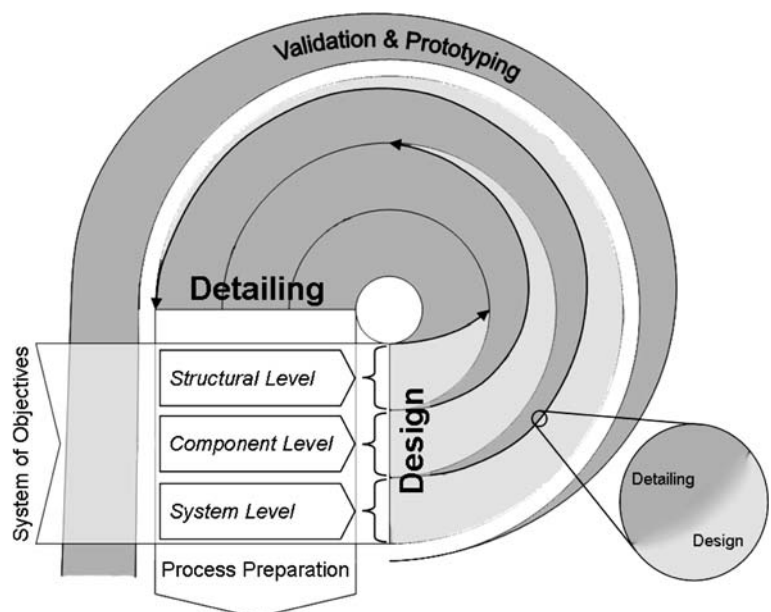 Validation & Prototyping
Detailing
System of Objectives
Structural Level
Component Level
System Level
Design
Process Preparation
Detailing
Design